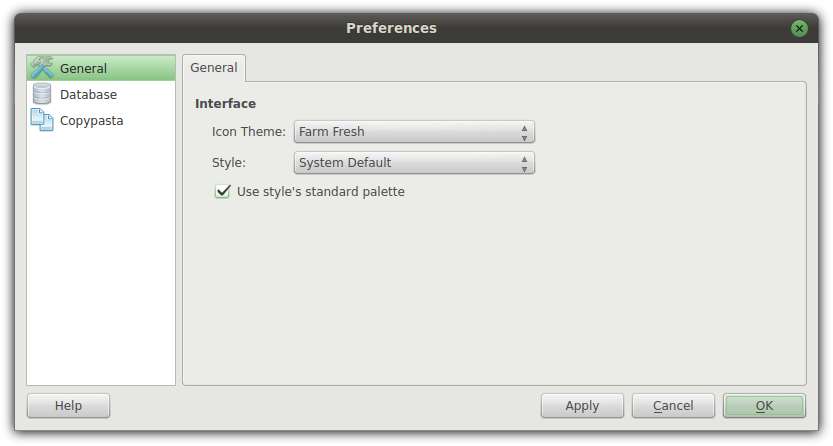 Preferences
General
Database
Copypasta
General
Interface
Icon Theme: Farm Fresh
Style: System Default
Use style's standard palette
Help Apply Cancel OK